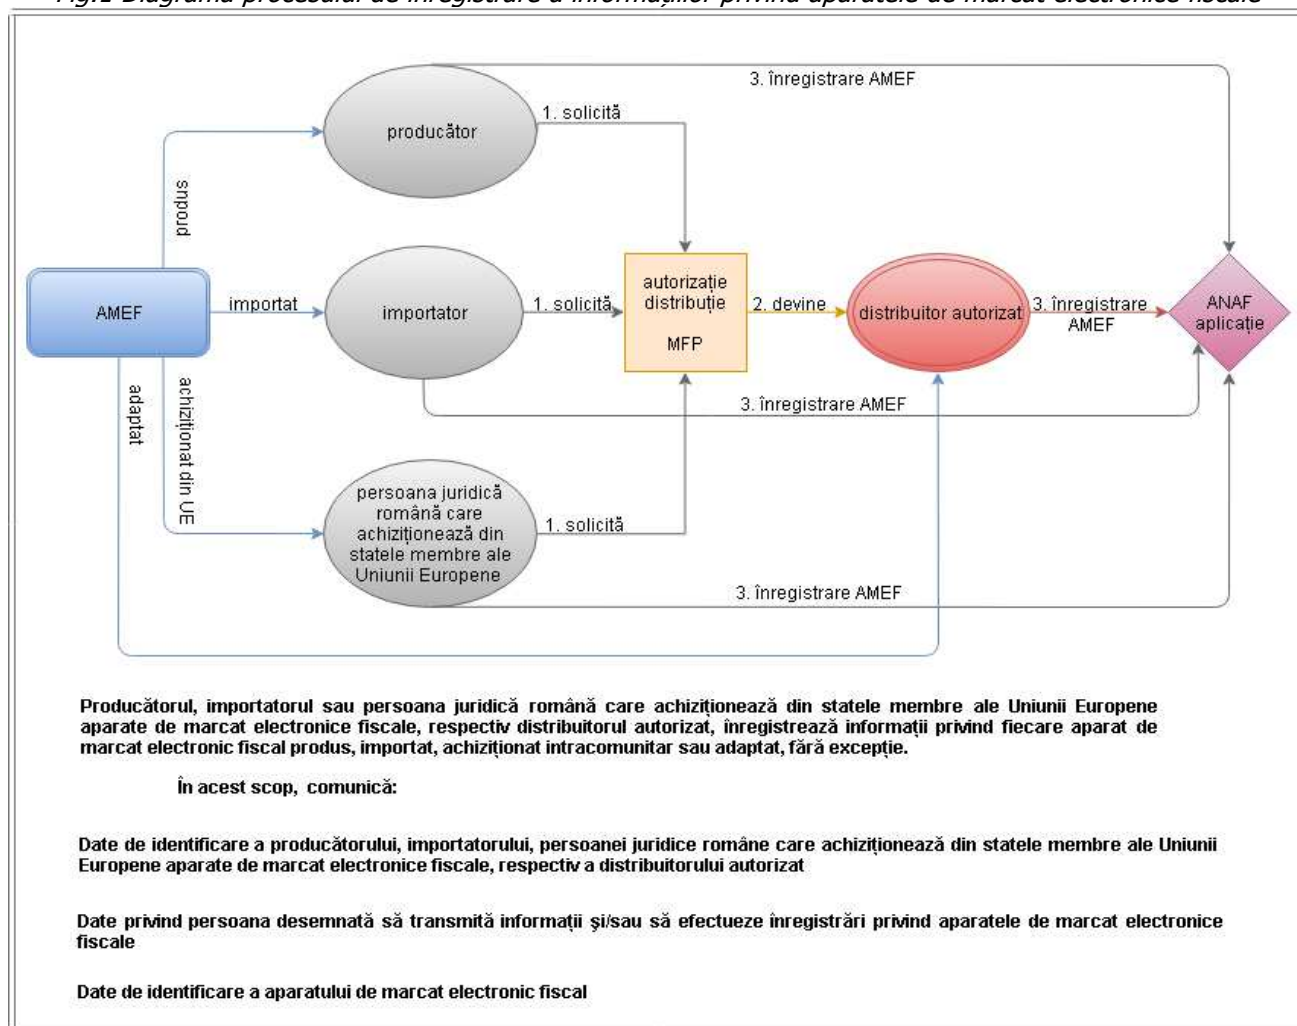 Fig.1 Diagrama procesului de înregistrare a informațiilor privind aparatele de marcat electronice fiscale
3. înregistrare AMEF
1. solicită
producător
produs
AMEF
importat
importator
1. solicită
autorizație
distribuție
MFP
2. devine
distribuitor autorizat
3. înregistrare
AMEF
ANAF
aplicație
adaptat
achiziționat din UE
3. înregistrare AMEF
persoana juridică
română care
achiziționează din
statele membre ale
Uniunii Europene
1. solicită
3. înregistrare AMEF
Producătorul, importatorul sau persoana juridică română care achiziționează din statele membre ale Uniunii Europene
aparate de marcat electronice fiscale, respectiv distribuitorul autorizat, înregistrează informații privind fiecare aparat de
marcat electronic fiscal produs, importat, achiziționat intracomunitar sau adaptat, fără excepție.
În acest scop, comunică:
Date de identificare a producătorului, importatorului, persoanei juridice române care achiziționează din statele membre ale Uniunii
Europene aparate de marcat electronice fiscale, respectiv a distribuitorului autorizat
Date privind persoana desemnată să transmită informații şi/sau să efectueze înregistrări privind aparatele de marcat electronice
fiscale
Date de identificare a aparatului de marcat electronic fiscal